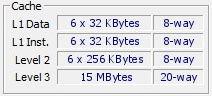 Cache
L1 Data 6 x 32 KBytes 8-way
L1 Inst. 6 x 32 KBytes 8-way
Level 2 6 x 256 KBytes 8-way
Level 3 15 MBytes 20-way